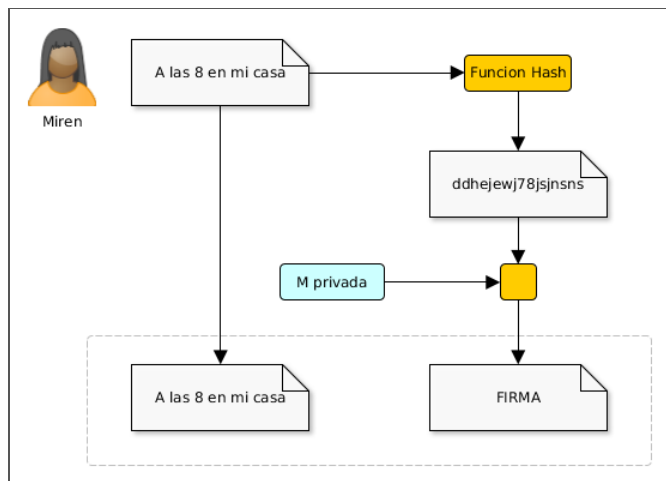 A las 8 en mi casa
Funcion Hash
Miren
ddhejewj78jsjnsns
M privada
A las 8 en mi casa
FIRMA